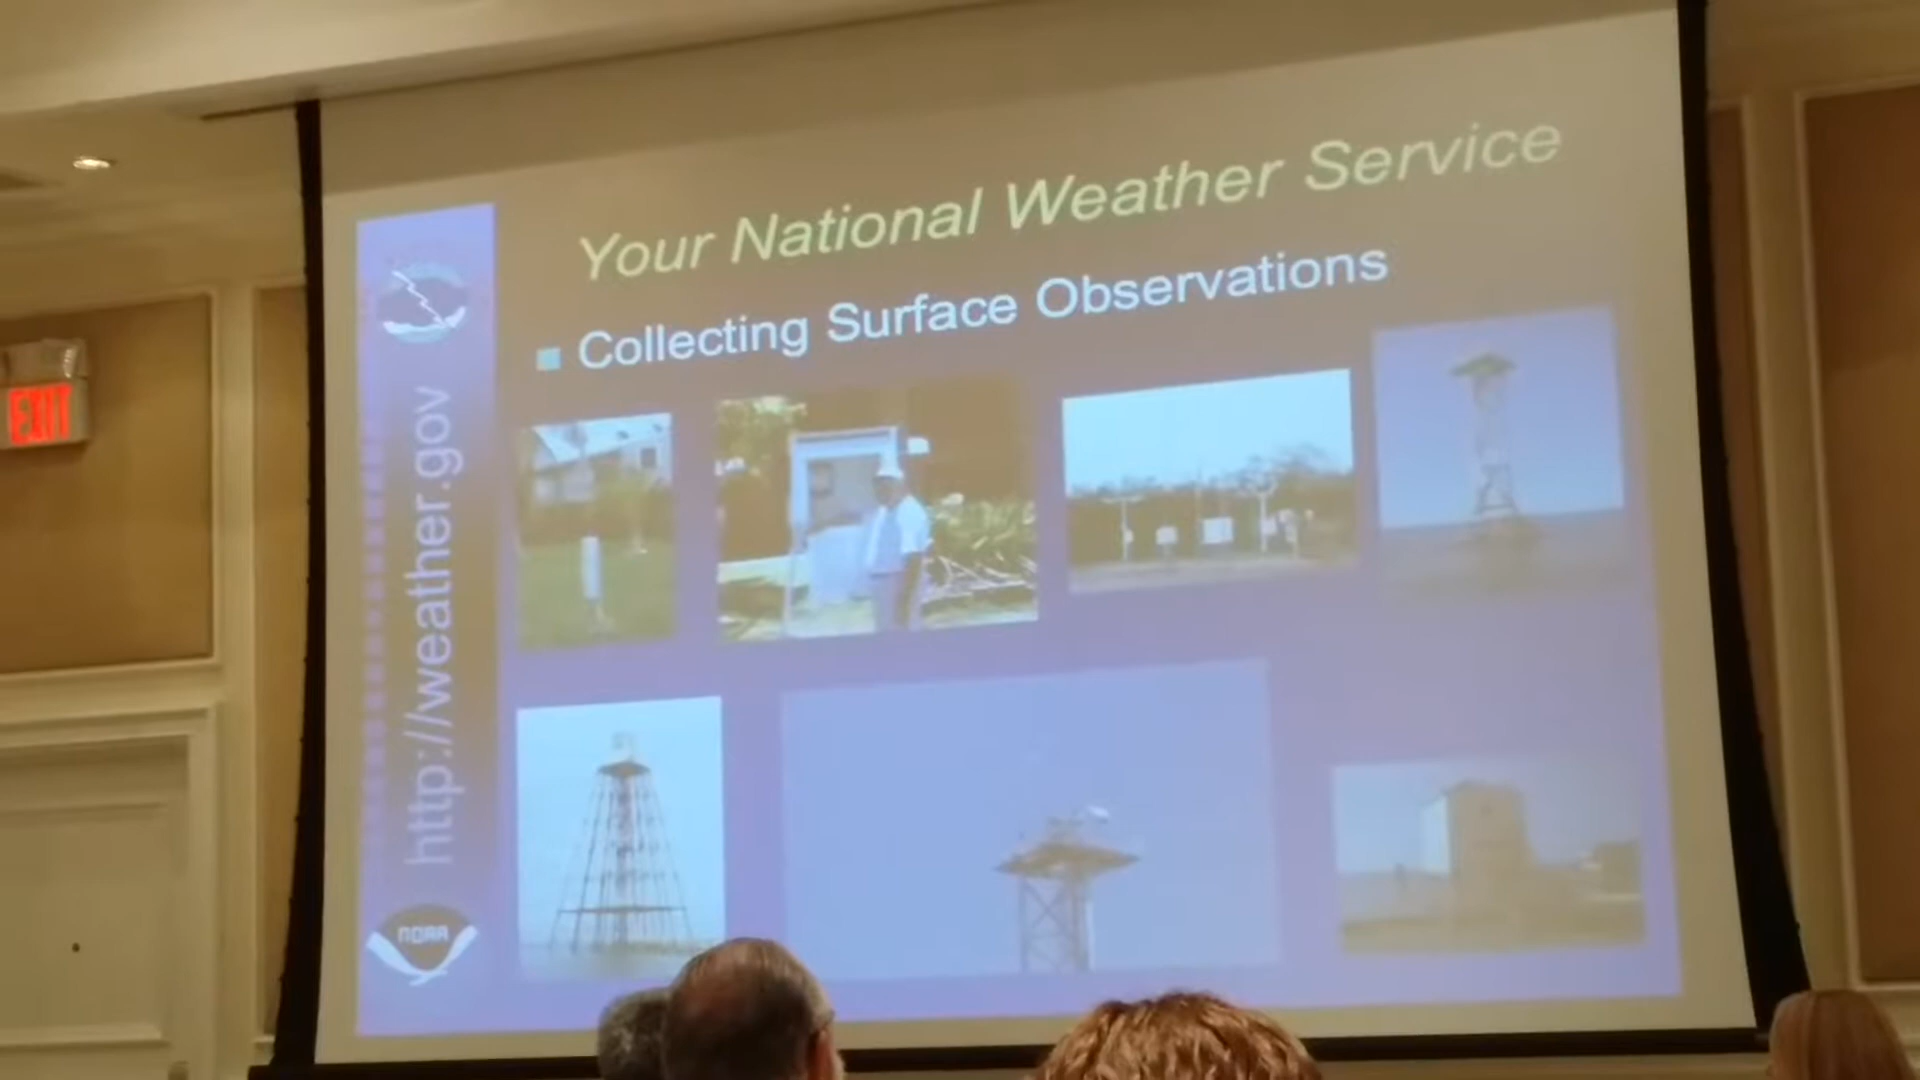 Your National Weather Service
Collecting Surface Observations
http://weather.gov
NOAA
EXIT